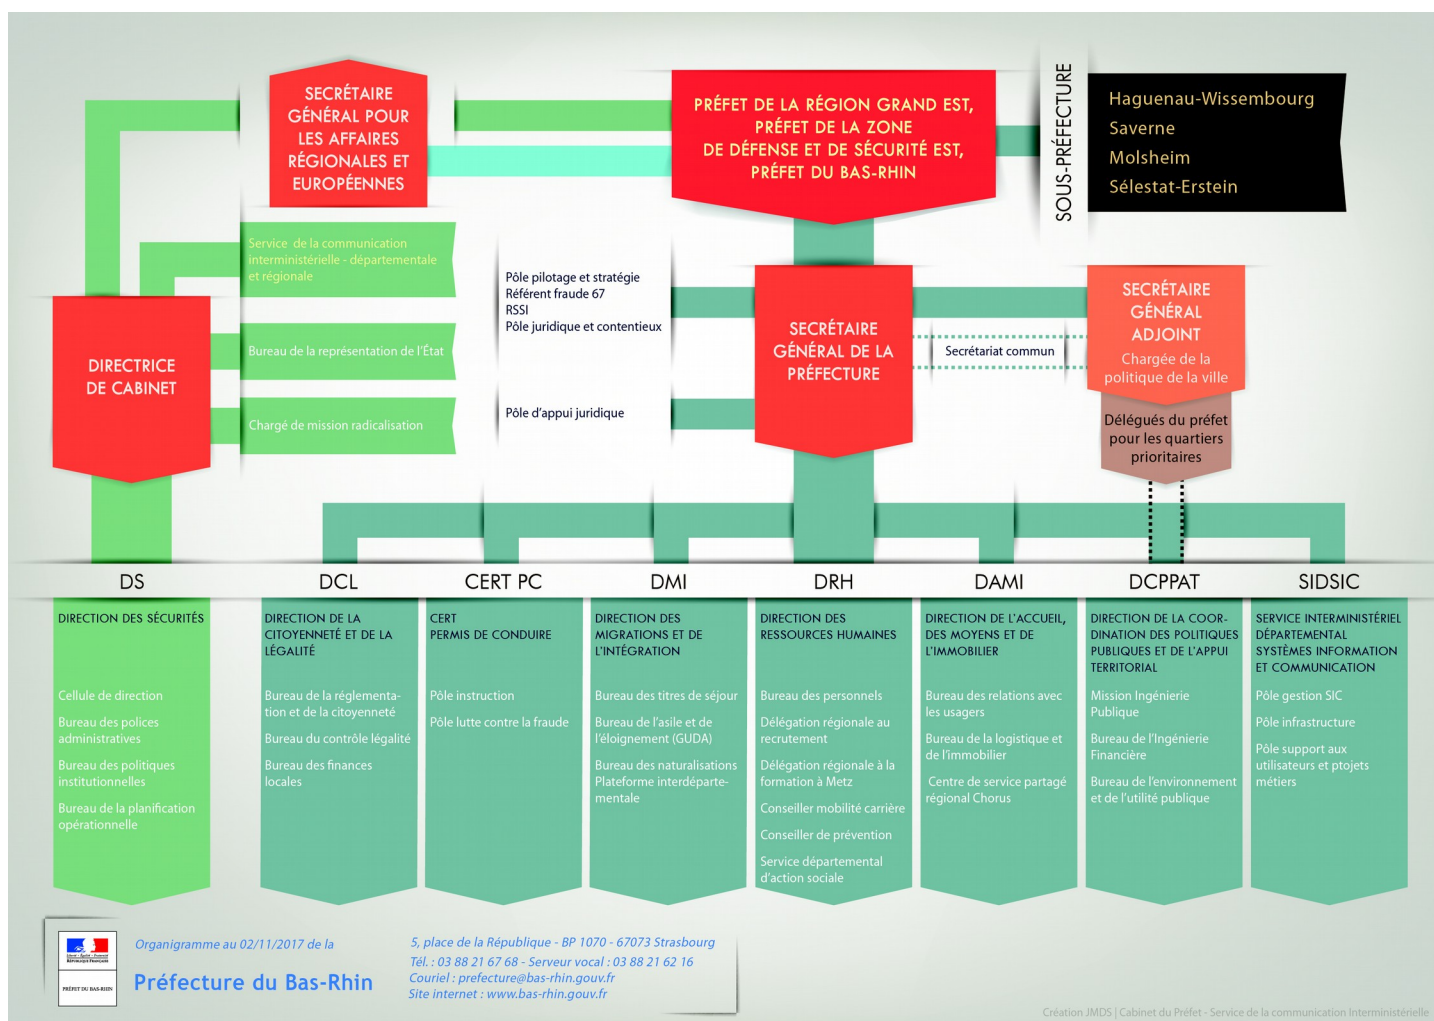 SECRÉTAIRE
GÉNÉRAL POUR
LES AFFAIRES
RÉGIONALES ET
EUROPÉENNES
PRÉFET DE LA RÉGION GRAND EST,
PRÉFET DE LA ZONE
DE DÉFENSE ET DE SÉCURITÉ EST,
PRÉFET DU BAS-RHIN
SOUS-PRÉFECTURE
Haguenau-Wissembourg
Saverne
Molsheim
Sélestat-Erstein
Service de la communication
interministérielle - départementale
et régionale
Bureau de la représentation de l'État
Chargé de mission radicalisation
DIRECTRICE
DE CABINET
Pôle pilotage et stratégie
Référent fraude 67
RSSI
Pôle juridique et contentieux
Pôle d'appui juridique
SECRÉTAIRE
GÉNÉRAL DE LA
PRÉFECTURE
Secrétariat commun
SECRÉTAIRE
GÉNÉRAL
ADJOINT
Chargée de la
politique de la ville
Délégués du préfet
pour les quartiers
prioritaires
DS
DIRECTION DES SÉCURITÉS
Cellule de direction
Bureau des polices
administratives
Bureau des politiques
institutionnelles
Bureau de la planification
opérationnelle
DCL
DIRECTION DE LA
CITOYENNETÉ ET DE LA
LÉGALITÉ
Bureau de la réglementa-
tion et de la citoyenneté
Bureau du contrôle légalité
Bureau des finances
locales
CERT PC
CERT
PERMIS DE CONDUIRE
Pôle instruction
Pôle lutte contre la fraude
DMI
DIRECTION DES
MIGRATIONS ET DE
L'INTÉGRATION
Bureau des titres de séjour
Bureau de l'asile et de
l'éloignement (GUDA)
Bureau des naturalisations
Plateforme interdéparte-
mentale
DRH
DIRECTION DES
RESSOURCES HUMAINES
Bureau des personnels
Délégation régionale au
recrutement
Délégation régionale à la
formation à Metz
Conseiller mobilité carrière
Conseiller de prévention
Service départemental
d'action sociale
DAMI
DIRECTION DE L'ACCUEIL,
DES MOYENS ET DE
L'IMMOBILIER
Bureau des relations avec
les usagers
Bureau de la logistique et
de l'immobilier
Centre de service partagé
régional Chorus
DCPPAT
DIRECTION DE LA COOR-
DINATION DES POLITIQUES
PUBLIQUES ET DE L'APPUI
TERRITORIAL
Mission Ingénierie
Publique
Bureau de l'Ingénierie
Financière
Bureau de l'environnement
et de l'utilité publique
SIDSIC
SERVICE INTERMINISTÉRIEL
DÉPARTEMENTAL
SYSTÈMES INFORMATION
ET COMMUNICATION
Pôle gestion SIC
Pôle infrastructure
Pôle support aux
utilisateurs et ptojets
métiers
Liberté • Égalité • Fraternité
RÉPUBLIQUE FRANÇAISE
PRÉFET DU BAS-RHIN
Organigramme au 02/11/2017 de la
Préfecture du Bas-Rhin
5, place de la République - BP 1070 - 67073 Strasbourg
Tél. : 03 88 21 67 68 - Serveur vocal : 03 88 21 62 16
Couriel : prefecture@bas-rhin.gouv.fr
Site internet : www.bas-rhin.gouv.fr
Création JMDS | Cabinet du Préfet - Service de la communication Interministérielle